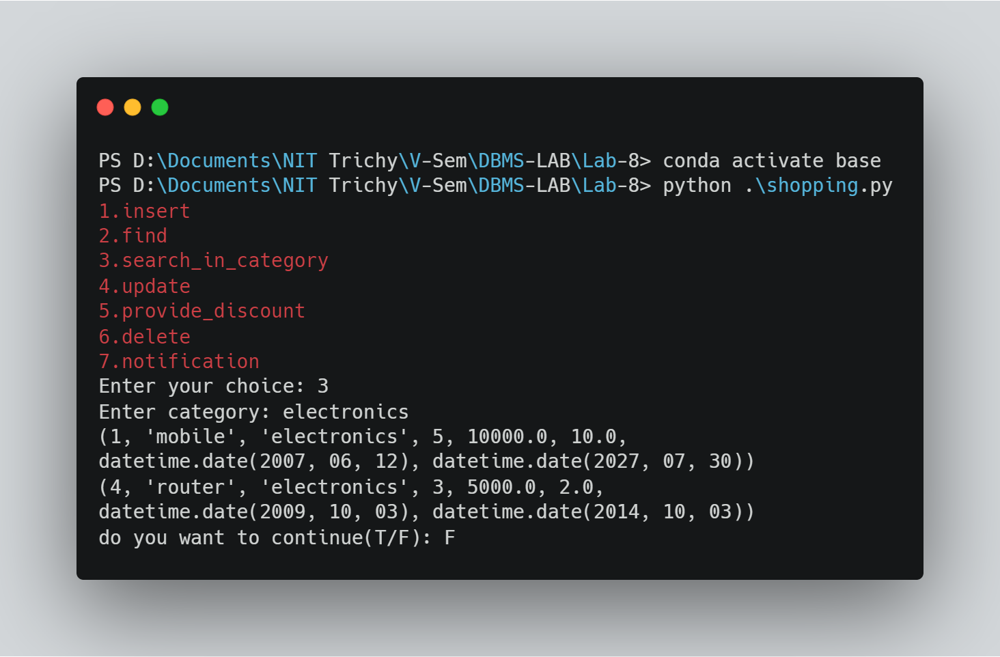 PS D:\Documents\NIT Trichy\V-Sem\DBMS-LAB\Lab-8> conda activate base
PS D:\Documents\NIT Trichy\V-Sem\DBMS-LAB\Lab-8> python .\shopping.py
1.insert
2.find
3.search_in_category
4.update
5.provide_discount
6.delete
7.notification
Enter your choice: 3
Enter category: electronics
(1, 'mobile', 'electronics', 5, 10000.0, 10.0,
datetime.date(2007, 06, 12), datetime.date(2027, 07, 30))
(4, 'router', 'electronics', 3, 5000.0, 2.0,
datetime.date(2009, 10, 03), datetime.date(2014, 10, 03))
do you want to continue(T/F): F